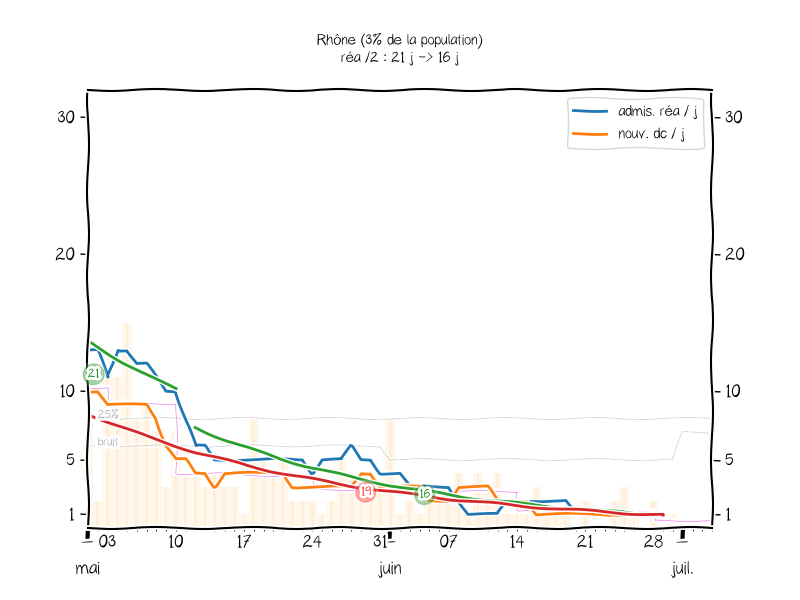 Rhône (3% de la population)
réa /2 : 21 j -> 16 j
admis. réa / j
nouv. dc / j
30
30
20
20
10
10
5
5
1
1
21
25%
bruit
19
16
03
10
17
24
31
07
14
21
28
mai
juin
juil.